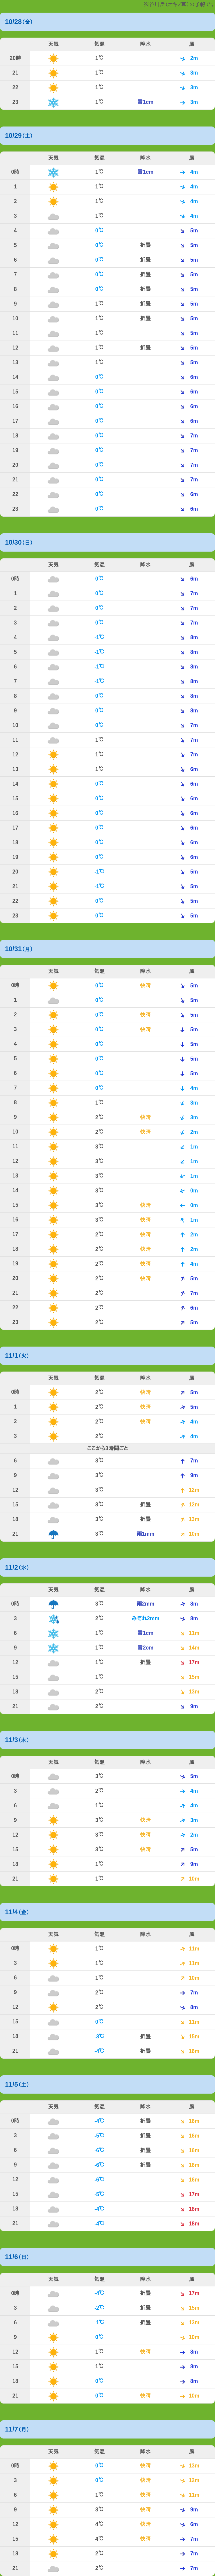 10/28(金)
天気 気温 降水 風
20時 1℃ 2m
21 1℃ 3m
22 1℃ 3m
23 1℃ 雪1cm 3m
10/29(土)
天気 気温 降水 風
0時 1℃ 雪1cm 4m
1 1℃ 4m
2 1℃ 4m
3 1℃ 4m
4 0℃ 5m
5 0℃ 折曇 5m
6 0℃ 折曇 5m
7 0℃ 折曇 5m
8 0℃ 折曇 5m
9 1℃ 折曇 5m
10 1℃ 折曇 5m
11 1℃ 5m
12 1℃ 折曇 5m
13 1℃ 5m
14 0℃ 6m
15 0℃ 6m
16 0℃ 6m
17 0℃ 6m
18 0℃ 7m
19 0℃ 7m
20 0℃ 7m
21 0℃ 7m
22 0℃ 6m
23 0℃ 6m
10/30(日)
天気 気温 降水 風
0時 0℃ 6m
1 0℃ 7m
2 0℃ 7m
3 0℃ 7m
4 -1℃ 8m
5 -1℃ 8m
6 -1℃ 8m
7 -1℃ 8m
8 0℃ 8m
9 0℃ 8m
10 0℃ 7m
11 1℃ 7m
12 1℃ 7m
13 1℃ 6m
14 0℃ 6m
15 0℃ 6m
16 0℃ 6m
17 0℃ 6m
18 0℃ 6m
19 0℃ 6m
20 -1℃ 5m
21 -1℃ 5m
22 0℃ 5m
23 0℃ 5m
10/31(月)
天気 気温 降水 風
0時 0℃ 快晴 5m
1 0℃ 5m
2 0℃ 快晴 5m
3 0℃ 快晴 5m
4 0℃ 5m
5 0℃ 5m
6 0℃ 5m
7 0℃ 4m
8 1℃ 3m
9 2℃ 快晴 3m
10 2℃ 快晴 2m
11 3℃ 1m
12 3℃ 1m
13 3℃ 1m
14 3℃ 0m
15 3℃ 快晴 0m
16 3℃ 快晴 1m
17 2℃ 快晴 2m
18 2℃ 快晴 2m
19 2℃ 快晴 4m
20 2℃ 快晴 5m
21 2℃ 7m
22 2℃ 6m
23 2℃ 5m
11/1(火)
天気 気温 降水 風
0時 2℃ 快晴 5m
1 2℃ 快晴 5m
2 2℃ 快晴 4m
3 2℃ 4m
ここから3時間ごと
6 3℃ 7m
9 3℃ 9m
12 3℃ 12m
15 3℃ 折曇 12m
18 3℃ 折曇 12m
21 3℃ 雨1mm 10m
11/2(水)
天気 気温 降水 風
0時 3℃ 雨2mm 8m
3 2℃ みぞれ2mm 8m
6 1℃ 雪1cm 11m
9 1℃ 雪2cm 14m
12 1℃ 折曇 17m
15 1℃ 15m
18 2℃ 13m
21 2℃ 9m
11/3(木)
天気 気温 降水 風
0時 3℃ 5m
3 2℃ 4m
6 1℃ 4m
9 3℃ 快晴 3m
12 3℃ 快晴 2m
15 3℃ 快晴 5m
18 1℃ 9m
21 1℃ 10m
11/4(金)
天気 気温 降水 風
0時 1℃ 11m
3 1℃ 11m
6 1℃ 10m
9 2℃ 7m
12 2℃ 8m
15 0℃ 11m
18 -3℃ 折曇 15m
21 -4℃ 折曇 16m
11/5(土)
天気 気温 降水 風
0時 -4℃ 折曇 16m
3 -5℃ 折曇 16m
6 -6℃ 折曇 16m
9 -6℃ 折曇 16m
12 -6℃ 16m
15 -5℃ 17m
18 -4℃ 18m
21 -4℃ 18m
11/6(日)
天気 気温 降水 風
0時 -4℃ 折曇 17m
3 -2℃ 折曇 15m
6 -1℃ 折曇 13m
9 0℃ 10m
12 1℃ 快晴 8m
15 1℃ 8m
18 0℃ 8m
21 0℃ 快晴 10m
11/7(月)
天気 気温 降水 風
0時 0℃ 快晴 13m
3 0℃ 快晴 12m
6 1℃ 快晴 11m
9 3℃ 快晴 9m
12 4℃ 快晴 6m
15 4℃ 快晴 7m
18 2℃ 7m
21 2℃ 7m